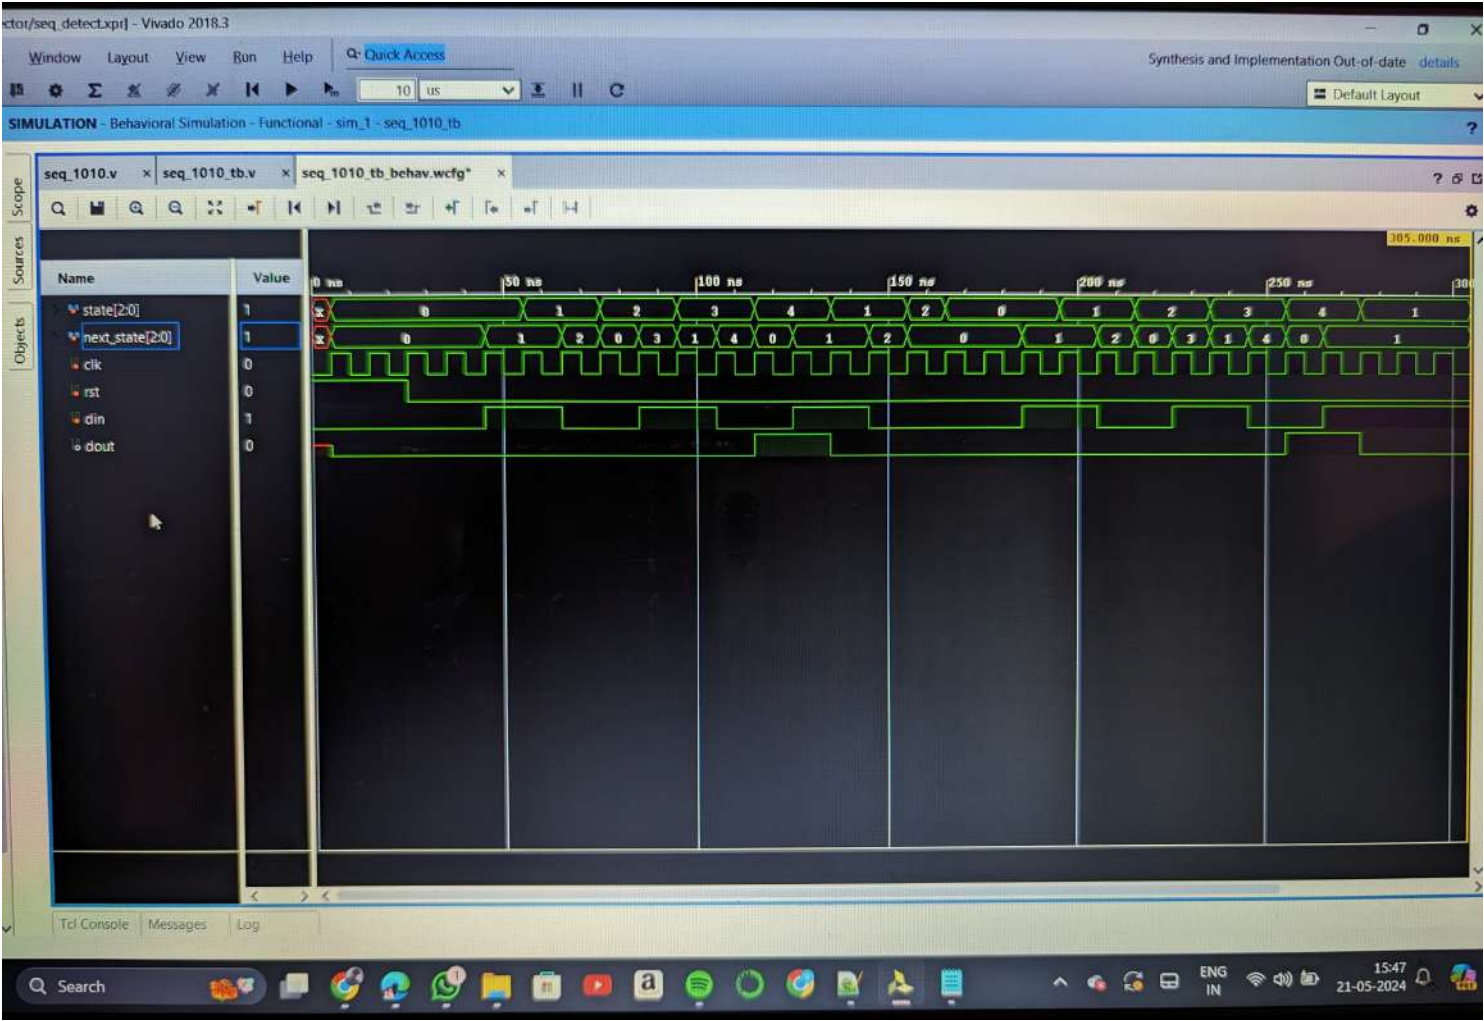 ctor/seq_detect.xpr] - Vivado 2018.3
Window Layout View Run Help Quick Access
Synthesis and Implementation Out-of-date details
10 us
Default Layout
SIMULATION - Behavioral Simulation - Functional - sim_1 - seq_1010_tb
?
seq_1010.v × seq_1010_tb.v × seq_1010_tb_behav.wcfg* ×
?
Scope
Sources
Objects
305.000 ns
Name Value
0 ns 50 ns 100 ns 150 ns 200 ns 250 ns 300
state[2:0] 1 X 0 1 2 3 4 1 2 0 1 2 3 4 1
next_state[2:0] 1 X 0 1 2 0 3 1 4 0 1 2 0 1 2 0 3 1 4 0 1
clk 0
rst 0
din 1
dout 0
Tcl Console Messages Log
Search
1
a
ENG
IN
15:47
21-05-2024